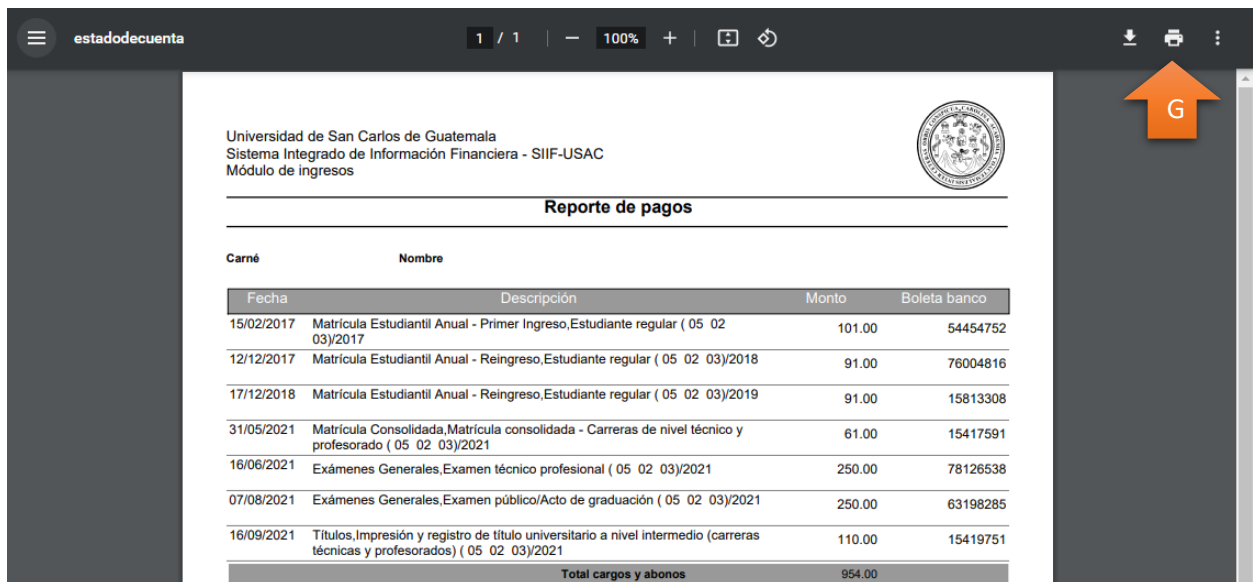 estadodecuenta
1 / 1
100%
G
Universidad de San Carlos de Guatemala
Sistema Integrado de Información Financiera - SIIF-USAC
Módulo de ingresos
Reporte de pagos
Carné Nombre
Fecha Descripción Monto Boleta banco
15/02/2017 Matrícula Estudiantil Anual - Primer Ingreso,Estudiante regular ( 05 02 101.00 54454752
03)/2017
12/12/2017 Matrícula Estudiantil Anual - Reingreso,Estudiante regular ( 05 02 03)/2018 91.00 76004816
17/12/2018 Matrícula Estudiantil Anual - Reingreso,Estudiante regular ( 05 02 03)/2019 91.00 15813308
31/05/2021 Matrícula Consolidada,Matrícula consolidada - Carreras de nivel técnico y 61.00 15417591
profesorado ( 05 02 03)/2021
16/06/2021 Exámenes Generales,Examen técnico profesional ( 05 02 03)/2021 250.00 78126538
07/08/2021 Exámenes Generales,Examen público/Acto de graduación ( 05 02 03)/2021 250.00 63198285
16/09/2021 Títulos,Impresión y registro de título universitario a nivel intermedio (carreras 110.00 15419751
técnicas y profesorados) ( 05 02 03)/2021
Total cargos y abonos 954.00